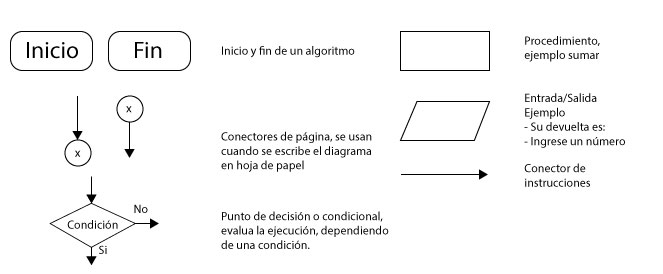 Inicio
Fin
Inicio y fin de un algoritmo
Procedimiento,
ejemplo sumar
x
x
Conectores de página, se usan
cuando se escribe el diagrama
en hoja de papel
Entrada/Salida
Ejemplo
- Su devuelta es:
- Ingrese un número
Conector de
instrucciones
Condición
No
Si
Punto de decisión o condicional,
evalua la ejecución, dependiendo
de una condición.